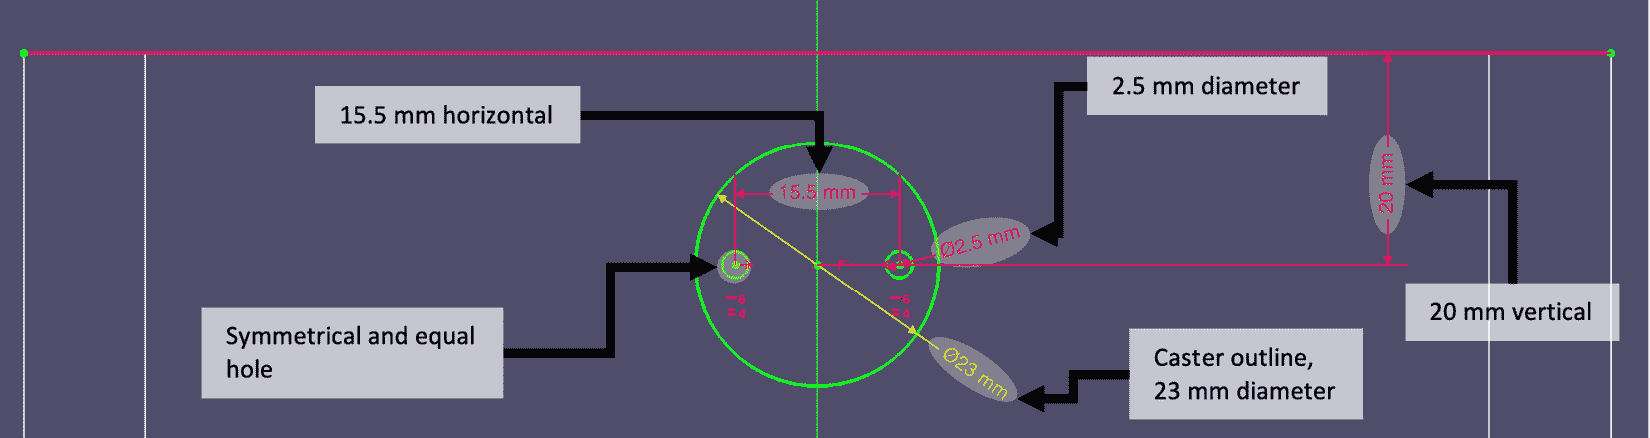 15.5 mm horizontal
2.5 mm diameter
15.5 mm
20 mm
Ø2.5 mm
20 mm vertical
Symmetrical and equal
hole
Ø23 mm
Caster outline,
23 mm diameter